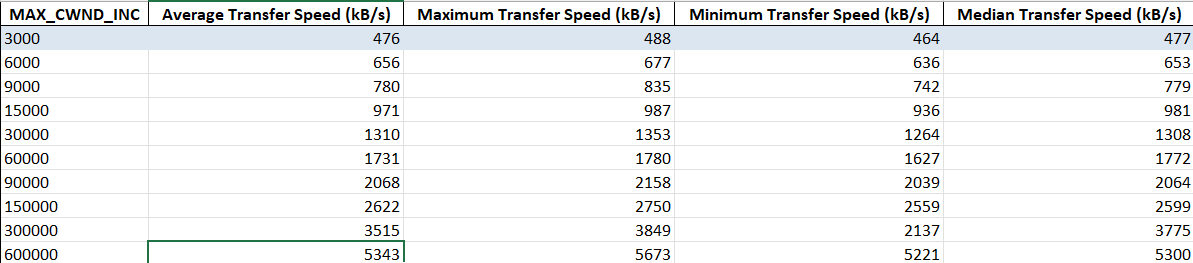 MAX_CWND_INC Average Transfer Speed (kB/s) Maximum Transfer Speed (kB/s) Minimum Transfer Speed (kB/s) Median Transfer Speed (kB/s)
3000 476 488 464 477
6000 656 677 636 653
9000 780 835 742 779
15000 971 987 936 981
30000 1310 1353 1264 1308
60000 1731 1780 1627 1772
90000 2068 2158 2039 2064
150000 2622 2750 2559 2599
300000 3515 3849 2137 3775
600000 5343 5673 5221 5300